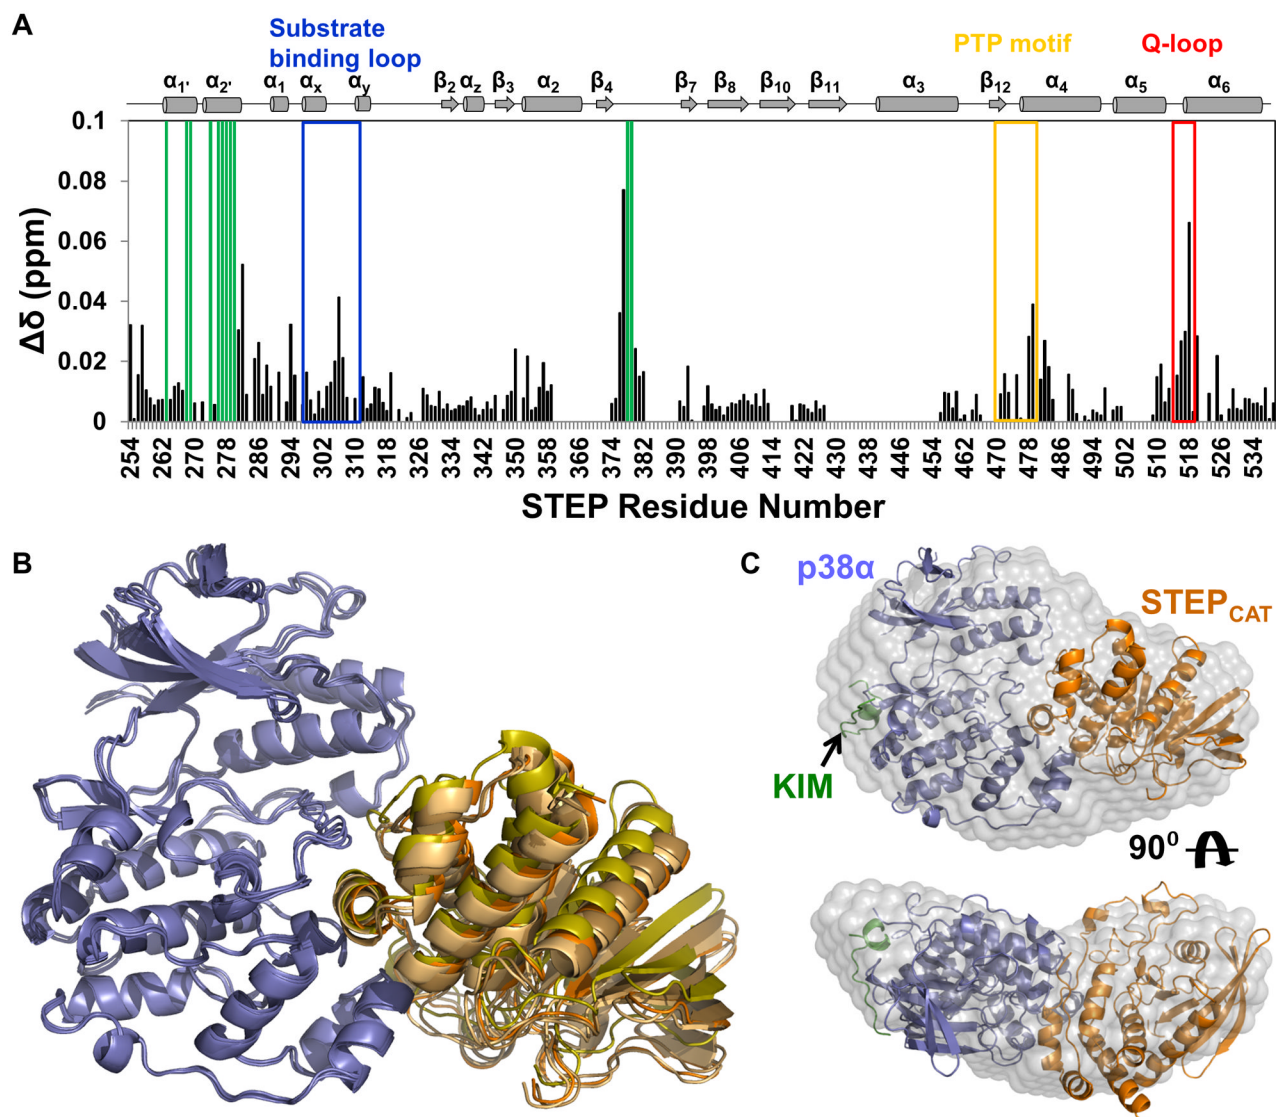 A
Substrate
binding loop
PTP motif
Q-loop
α1' α2' α1 αx αy β2 αz β3 α2 β4 β7 β8 β10 β11 α3 β12 α4 α5 α6
0.1
0.08
0.06
0.04
0.02
0
Δδ (ppm)
254 262 270 278 286 294 302 310 318 326 334 342 350 358 366 374 382 390 398 406 414 422 430 438 446 454 462 470 478 486 494 502 510 518 526 534
STEP Residue Number
B
C
p38α
STEPCAT
KIM
90⁰